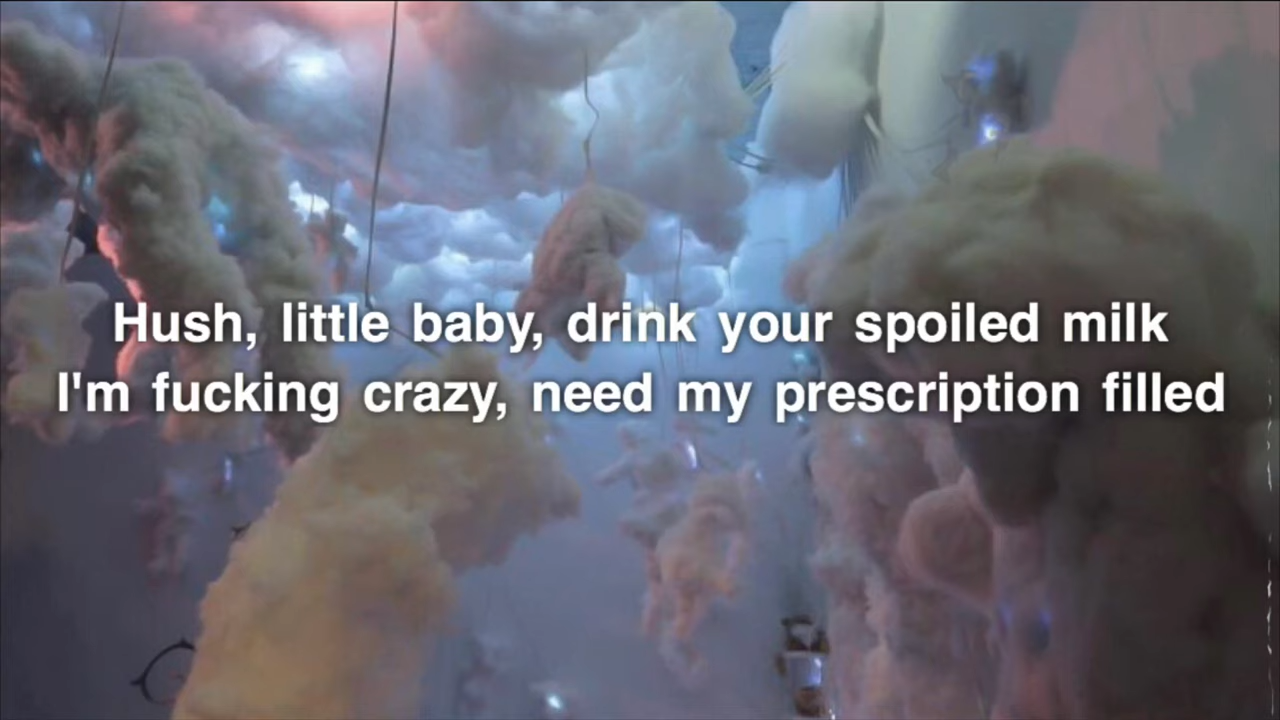 Hush, little baby, drink your spoiled milk
I'm fucking crazy, need my prescription filled